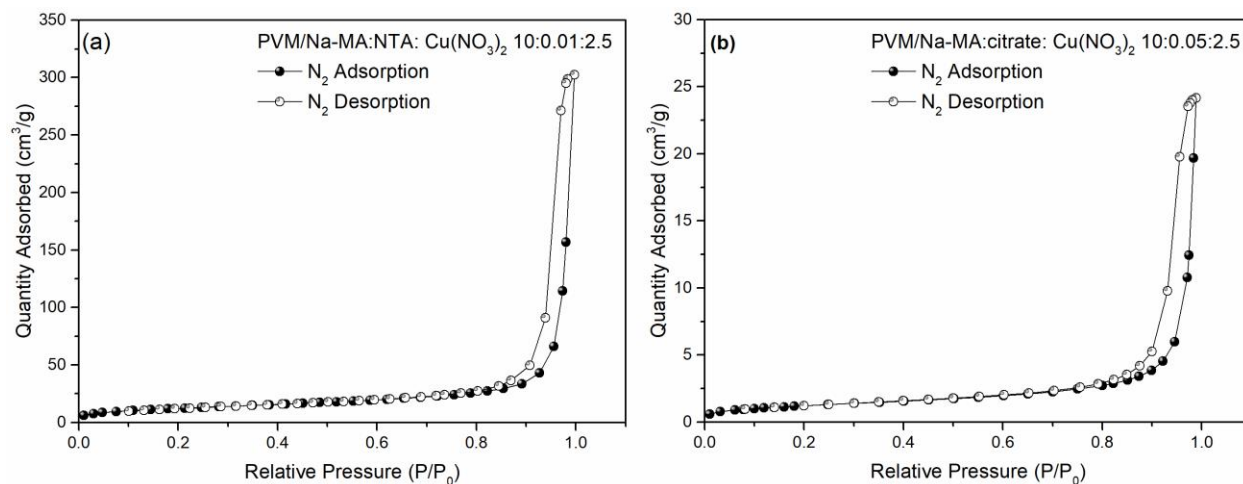 (a)
PVM/Na-MA:NTA: Cu(NO₃)₂ 10:0.01:2.5
N₂ Adsorption
N₂ Desorption
Quantity Adsorbed (cm³/g)
350
300
250
200
150
100
50
0
0.0 0.2 0.4 0.6 0.8 1.0
Relative Pressure (P/P₀)
(b)
PVM/Na-MA:citrate: Cu(NO₃)₂ 10:0.05:2.5
N₂ Adsorption
N₂ Desorption
Quantity Adsorbed (cm³/g)
30
25
20
15
10
5
0
0.0 0.2 0.4 0.6 0.8 1.0
Relative Pressure (P/P₀)